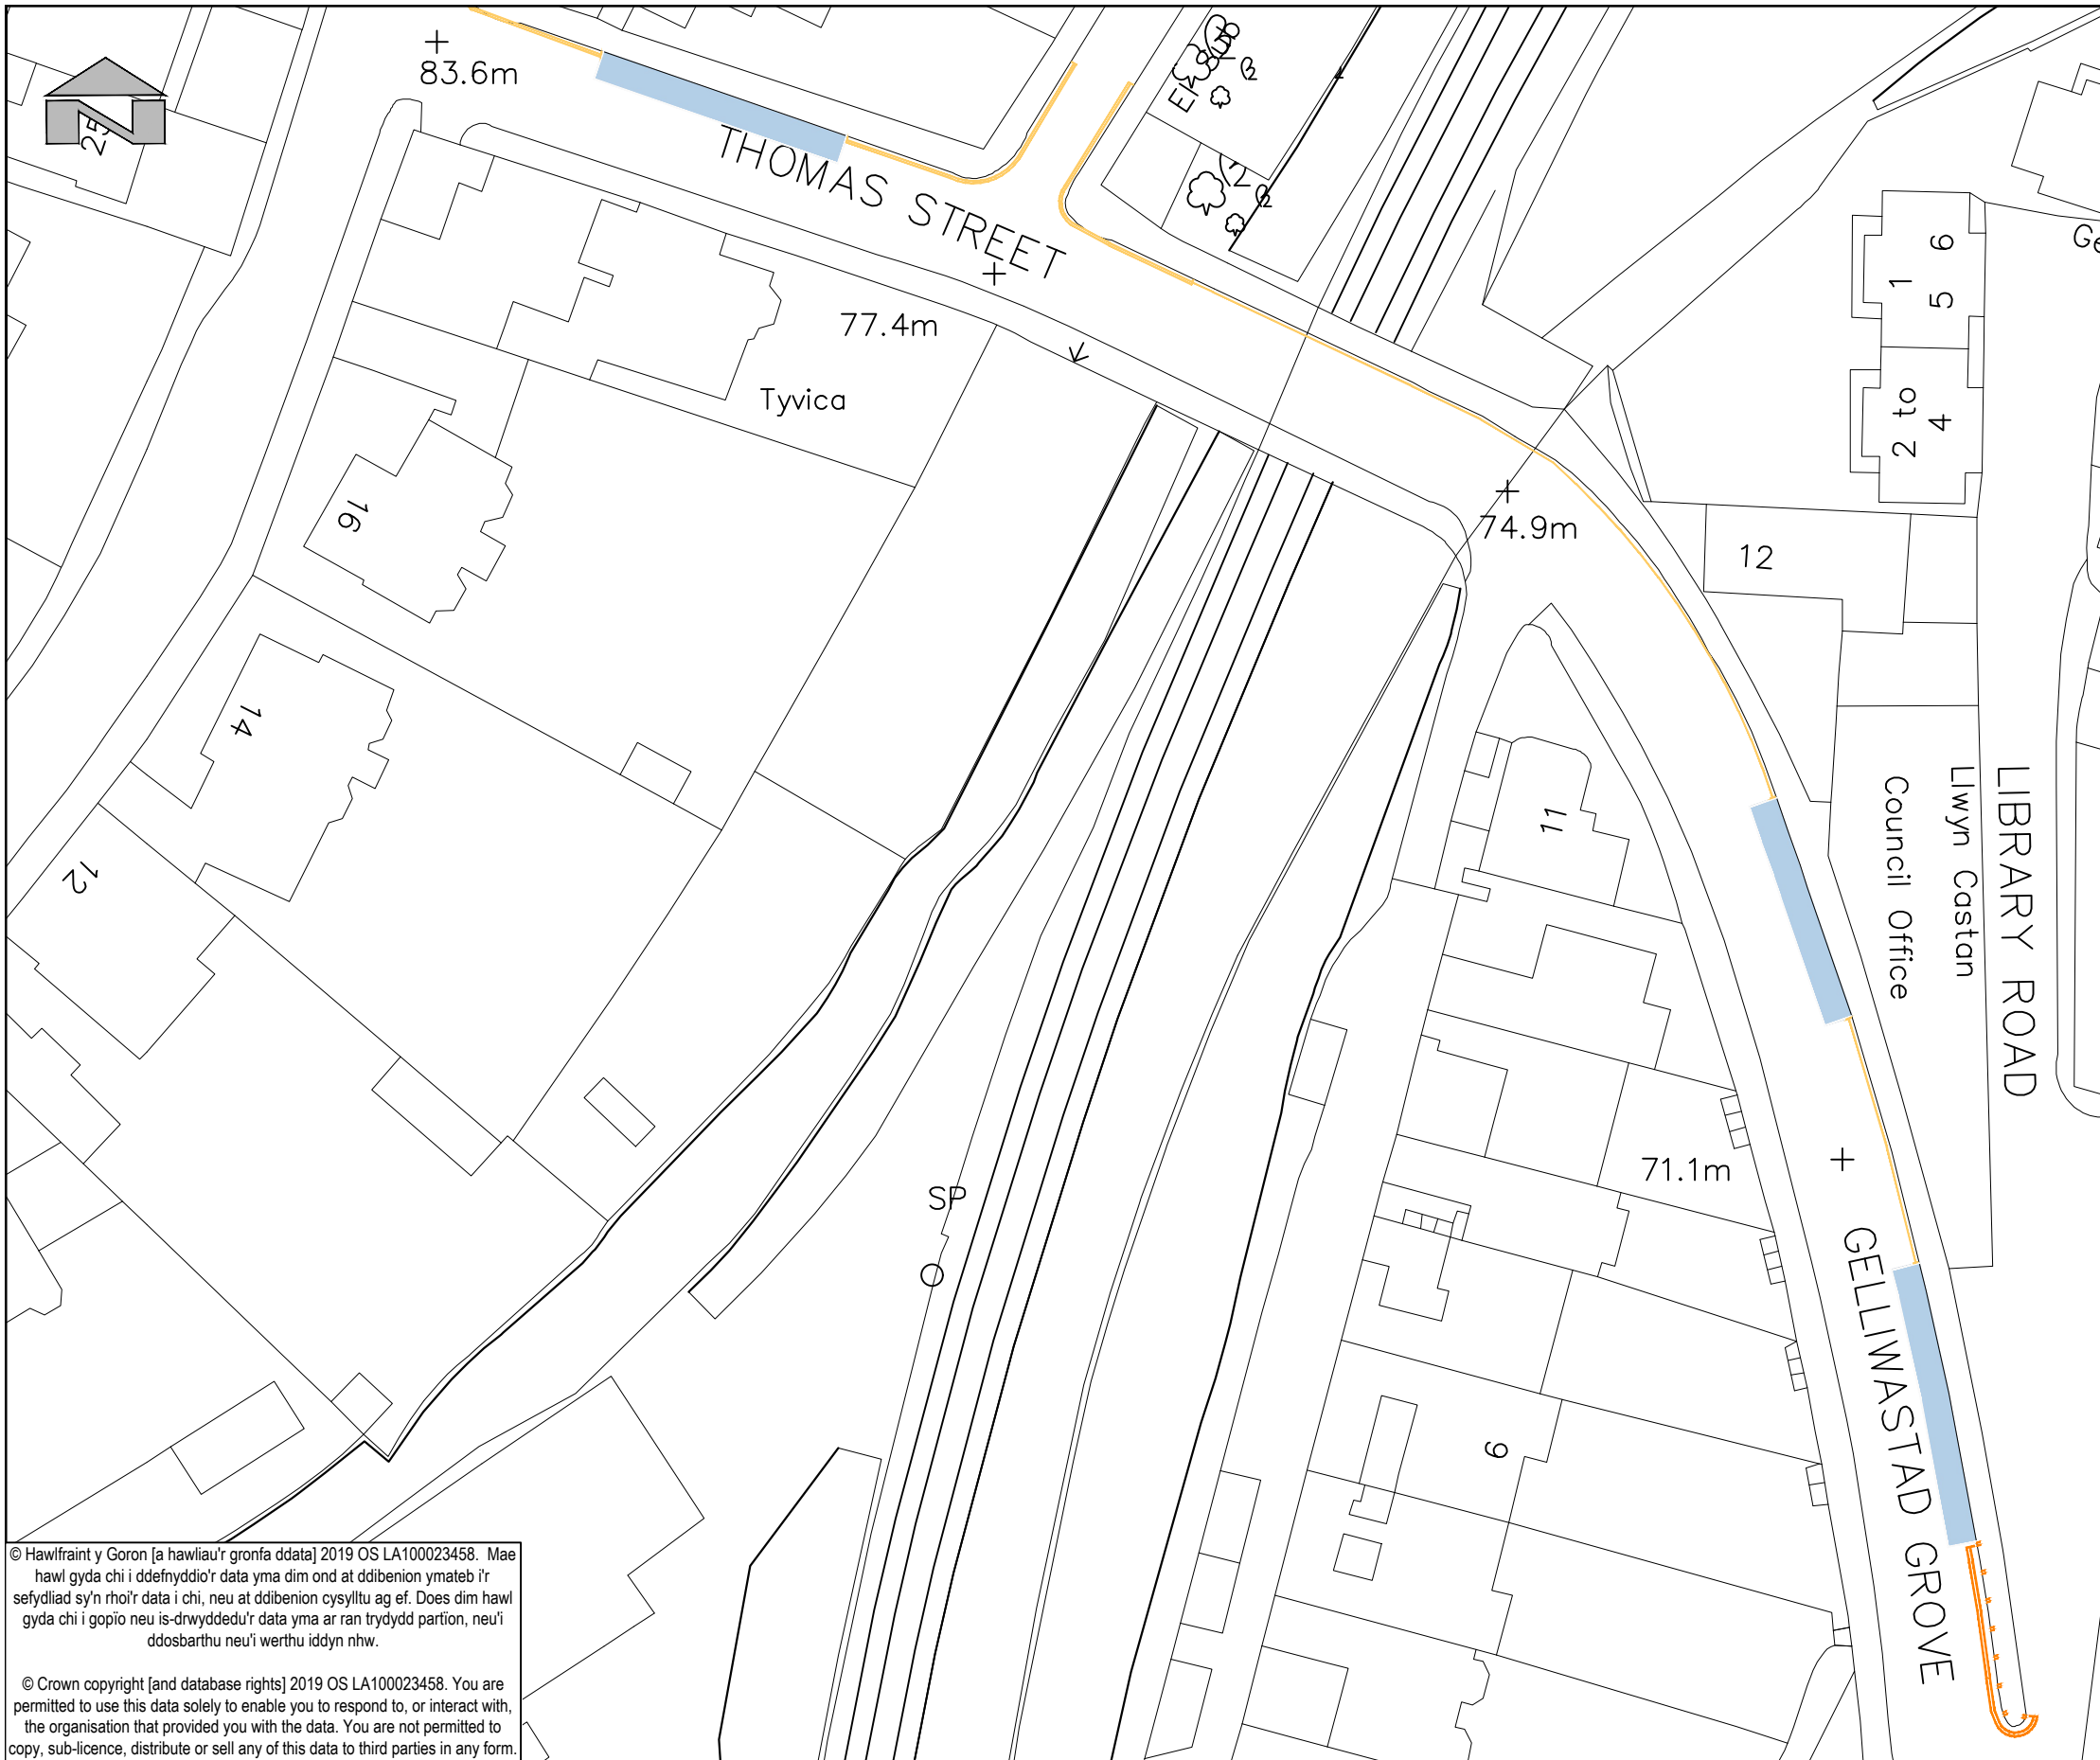 83.6m
25
THOMAS STREET
77.4m
Tyvica
74.9m
1
6
5
2 to
4
12
16
14
12
11
LIBRARY ROAD
Llwyn Castan
Council Office
71.1m
SP
GELLIWASTAD GROVE
6
© Hawlfraint y Goron [a hawliau'r gronfa ddata] 2019 OS LA100023458. Mae
hawl gyda chi i ddefnyddio'r data yma dim ond at ddibenion ymateb i'r
sefydliad sy'n rhoi'r data i chi, neu at ddibenion cysylltu ag ef. Does dim hawl
gyda chi i gopïo neu is-drwyddedu'r data yma ar ran trydydd partïon, neu'i
ddosbarthu neu'i werthu iddyn nhw.
© Crown copyright [and database rights] 2019 OS LA100023458. You are
permitted to use this data solely to enable you to respond to, or interact with,
the organisation that provided you with the data. You are not permitted to
copy, sub-licence, distribute or sell any of this data to third parties in any form.